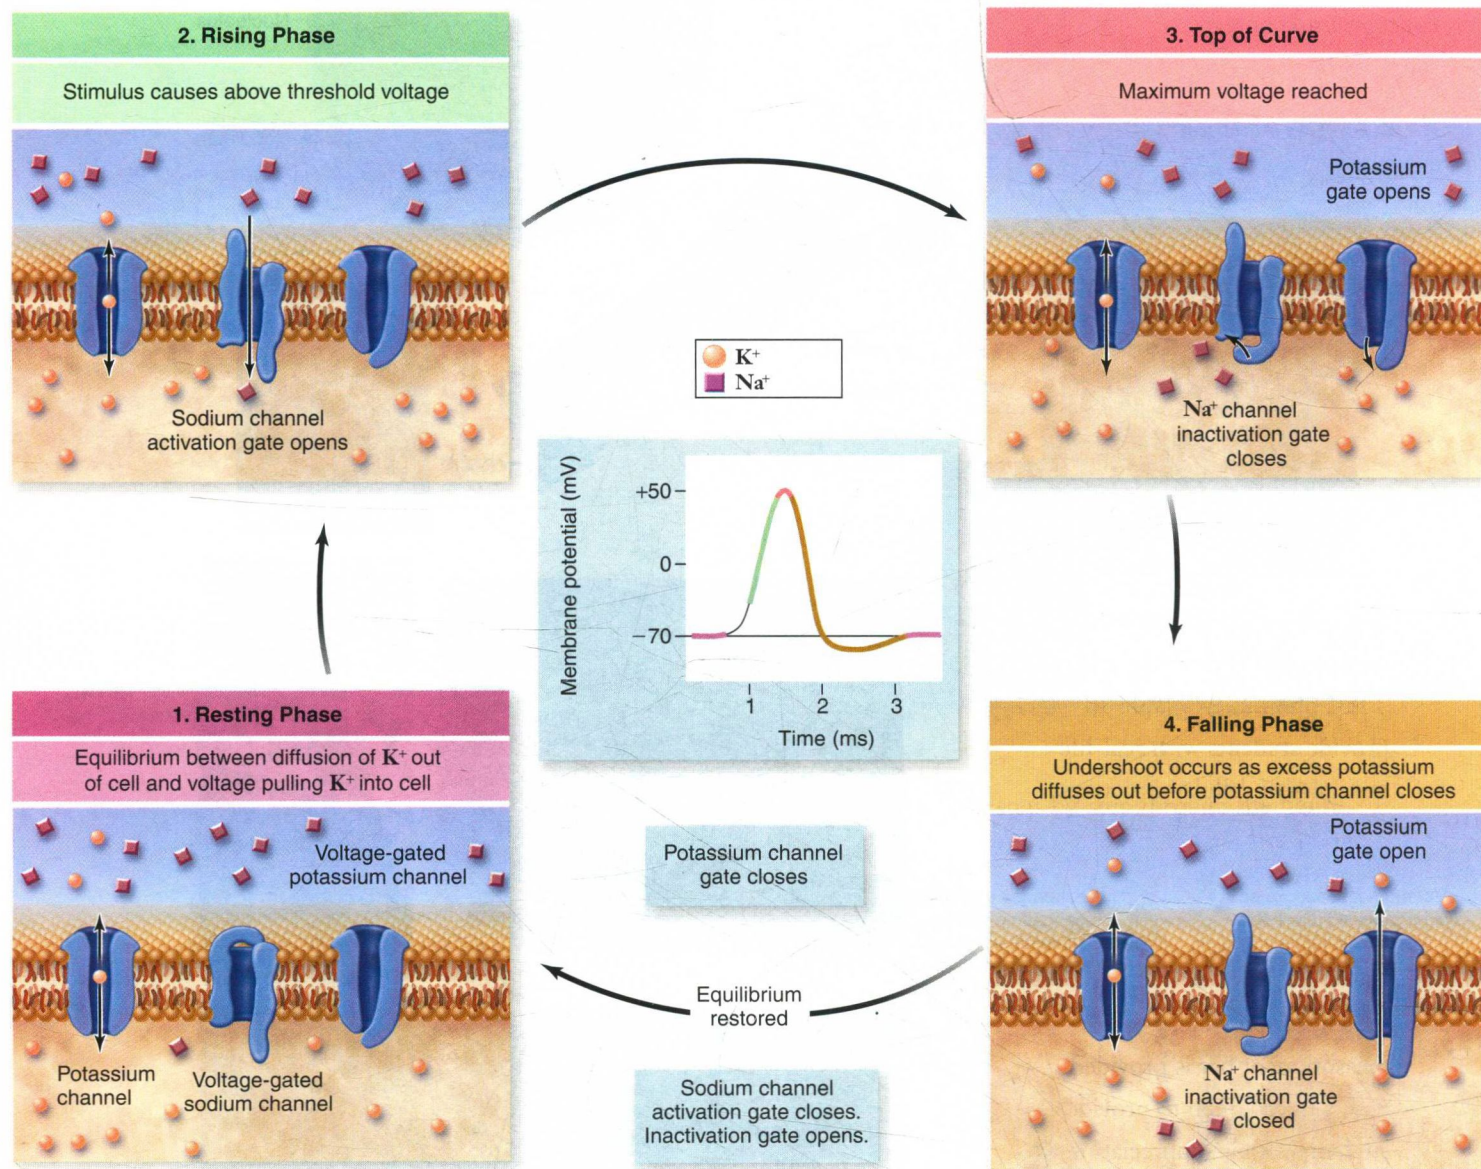 2. Rising Phase
Stimulus causes above threshold voltage
Sodium channel
activation gate opens
3. Top of Curve
Maximum voltage reached
Potassium
gate opens
Na⁺ channel
inactivation gate
closes
K⁺
Na⁺
Membrane potential (mV)
+50
0
−70
1
2
3
Time (ms)
1. Resting Phase
Equilibrium between diffusion of K⁺ out
of cell and voltage pulling K⁺ into cell
Voltage-gated
potassium channel
Potassium
channel
Voltage-gated
sodium channel
Potassium channel
gate closes
Equilibrium
restored
Sodium channel
activation gate closes.
Inactivation gate opens.
4. Falling Phase
Undershoot occurs as excess potassium
diffuses out before potassium channel closes
Potassium
gate open
Na⁺ channel
inactivation gate
closed